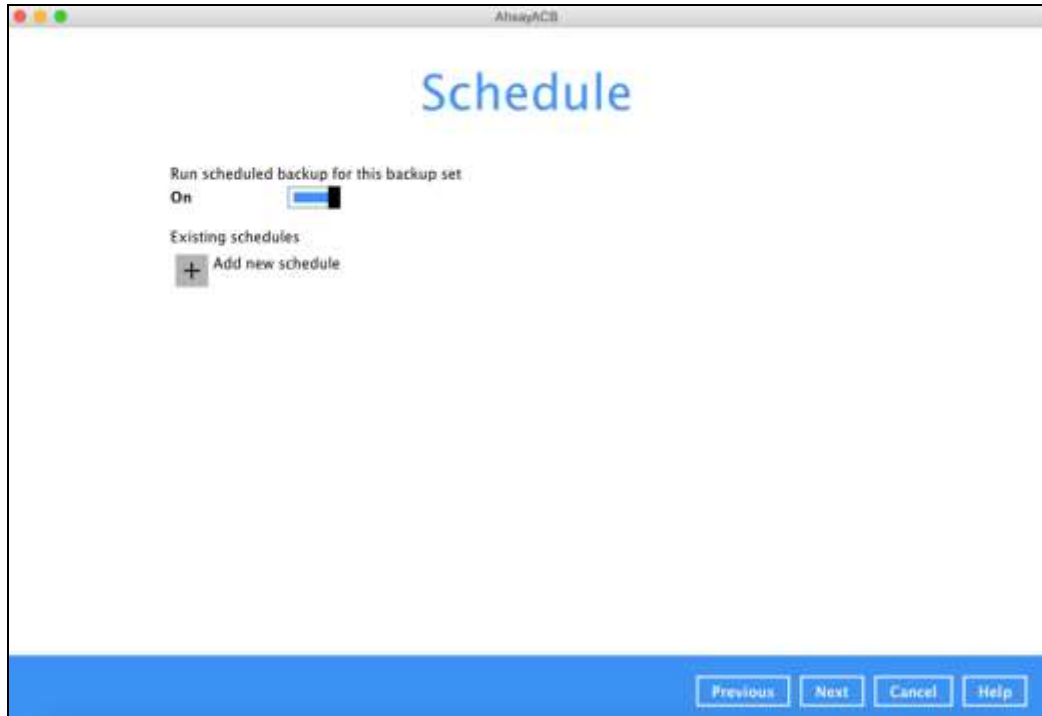 AhsayACB
Schedule
Run scheduled backup for this backup set
On
Existing schedules
+ Add new schedule
Previous Next Cancel Help